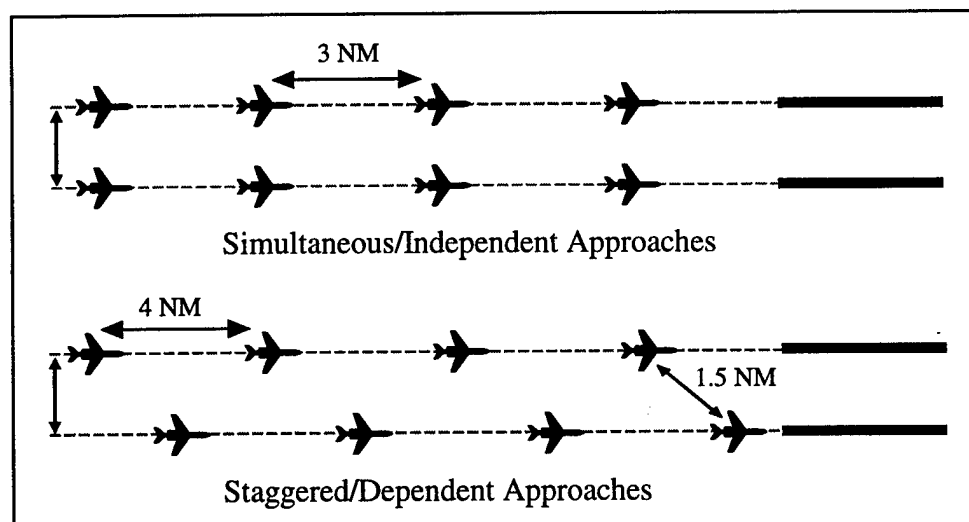 3 NM
Simultaneous/Independent Approaches
4 NM
1.5 NM
Staggered/Dependent Approaches